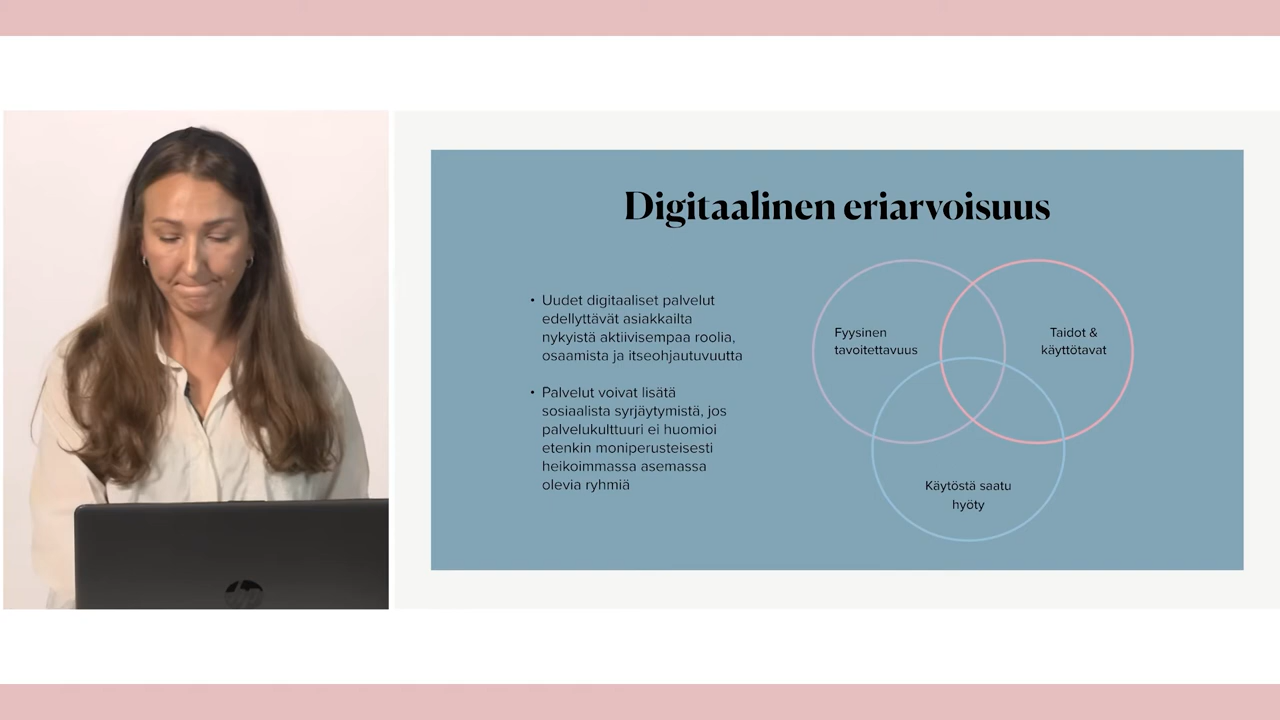 Digitaalinen eriarvoisuus
• Uudet digitaaliset palvelut
edellyttävät asiakkailta
nykyistä aktiivisempaa roolia,
osaamista ja itseohjautuvuutta
• Palvelut voivat lisätä
sosiaalista syrjäytymistä, jos
palvelukulttuuri ei huomioi
etenkin moniperusteisesti
heikoimmassa asemassa
olevia ryhmiä
Fyysinen
tavoitettavuus
Taidot &
käyttötavat
Käytöstä saatu
hyöty
hp